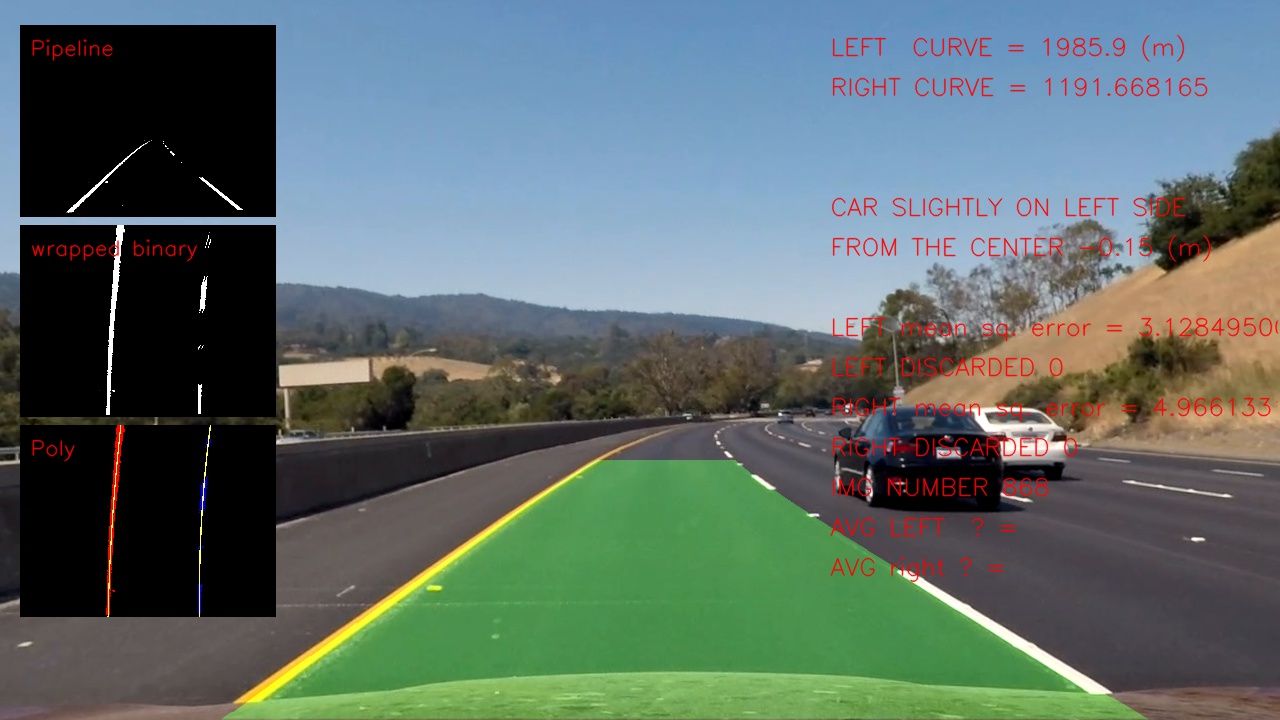 Pipeline
wrapped binary
Poly
LEFT CURVE = 1985.9 (m)
RIGHT CURVE = 1191.668165
CAR SLIGHTLY ON LEFT SIDE
FROM THE CENTER -0.15 (m)
LEFT mean sq. error = 3.1284950
LEFT DISCARDED 0
RIGHT mean sq. error = 4.966133
RIGHT DISCARDED 0
IMG NUMBER 868
AVG LEFT ? =
AVG right ? =